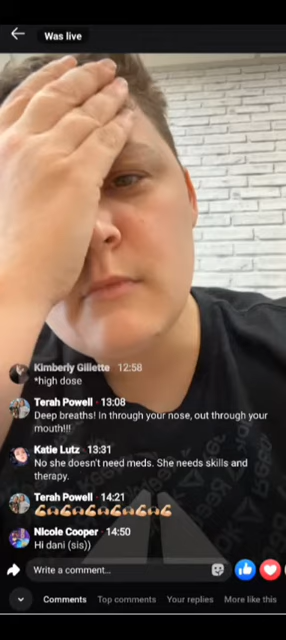 Was live
Kimberly Gillette 12:58
*high dose
Terah Powell · 13:08
Deep breaths! In through your nose, out through your
mouth!!!
Katie Lutz · 13:31
No she doesn't need meds. She needs skills and
therapy.
Terah Powell · 14:21
Nicole Cooper · 14:50
Hi dani (sis))
Write a comment...
Comments Top comments Your replies More like this